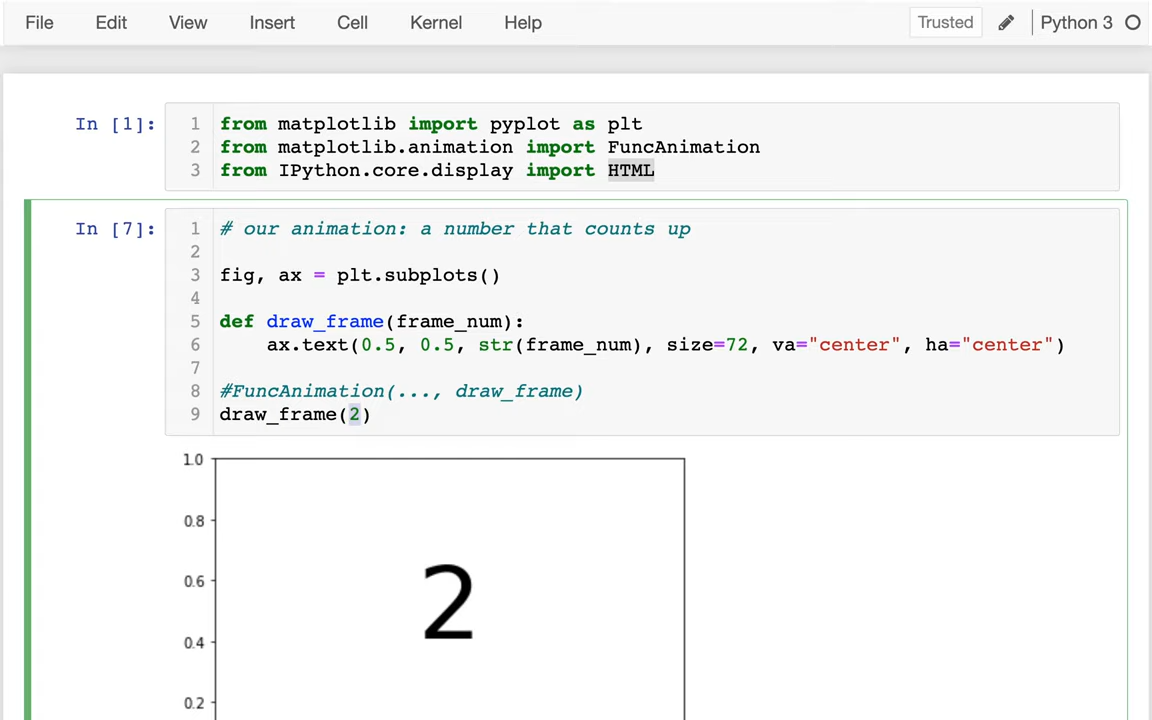 File Edit View Insert Cell Kernel Help Trusted Python 3
In [1]:
1 from matplotlib import pyplot as plt
2 from matplotlib.animation import FuncAnimation
3 from IPython.core.display import HTML
In [7]:
1 # our animation: a number that counts up
2
3 fig, ax = plt.subplots()
4
5 def draw_frame(frame_num):
6     ax.text(0.5, 0.5, str(frame_num), size=72, va="center", ha="center")
7
8 #FuncAnimation(..., draw_frame)
9 draw_frame(2)
1.0
0.8
0.6
2
0.4
0.2